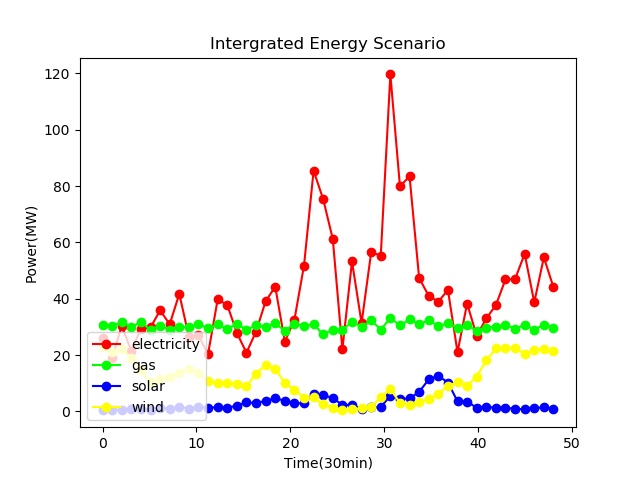 Intergrated Energy Scenario
Power(MW)
120
100
80
60
40
20
0
electricity
gas
solar
wind
0 10 20 30 40 50
Time(30min)